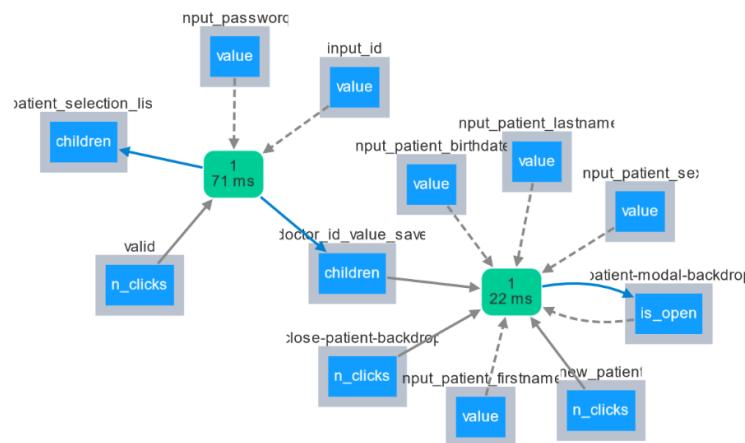 nput_password
value
input_id
value
patient_selection_lis
children
1
71 ms
nput_patient_lastname
value
nput_patient_birthdate
value
nput_patient_sex
value
valid
n_clicks
doctor_id_value_save
children
1
22 ms
patient-modal-backdrop
is_open
close-patient-backdrop
n_clicks
nput_patient_firstname
value
new_patient
n_clicks